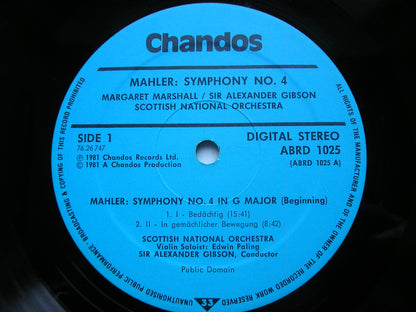 Chandos
MAHLER: SYMPHONY NO. 4
MARGARET MARSHALL / SIR ALEXANDER GIBSON
SCOTTISH NATIONAL ORCHESTRA
SIDE 1
76.26747
DIGITAL STEREO
ABRD 1025
(ABRD 1025 A)
℗ 1981 Chandos Records Ltd.
© 1981 A Chandos Production
MAHLER: SYMPHONY NO. 4 IN G MAJOR (Beginning)
1. I - Bedächtig (15:41)
2. II - In gemächlicher Bewegung (8:42)
SCOTTISH NATIONAL ORCHESTRA
Violin Soloist: Edwin Paling
SIR ALEXANDER GIBSON, Conductor
Public Domain
33
ALL RIGHTS OF THE MANUFACTURER AND OF THE OWNER OF THE RECORDED WORK RESERVED
UNAUTHORISED PUBLIC PERFORMANCE, BROADCASTING & COPYING OF THIS RECORD PROHIBITED